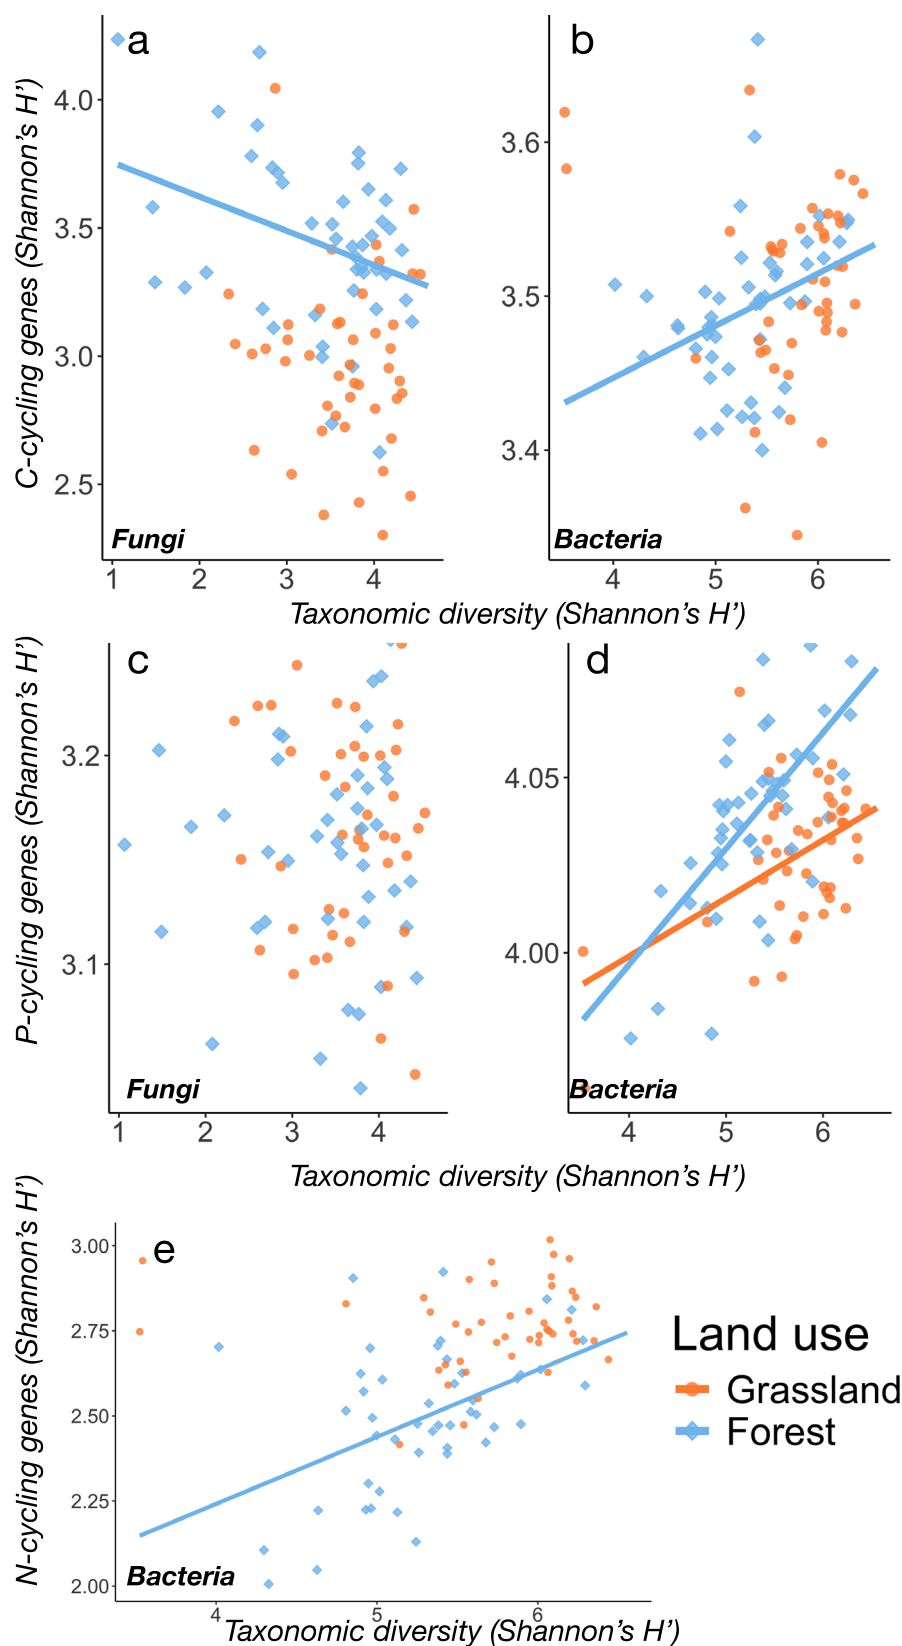 a
b
C-cycling genes (Shannon's H')
4.0
3.5
3.0
2.5
3.6
3.5
3.4
Fungi
Bacteria
1 2 3 4
4 5 6
Taxonomic diversity (Shannon's H')
c
d
P-cycling genes (Shannon's H')
3.2
3.1
4.05
4.00
Fungi
Bacteria
1 2 3 4
4 5 6
Taxonomic diversity (Shannon's H')
e
N-cycling genes (Shannon's H')
3.00
2.75
2.50
2.25
2.00
Bacteria
4 5 6
Taxonomic diversity (Shannon's H')
Land use
Grassland
Forest